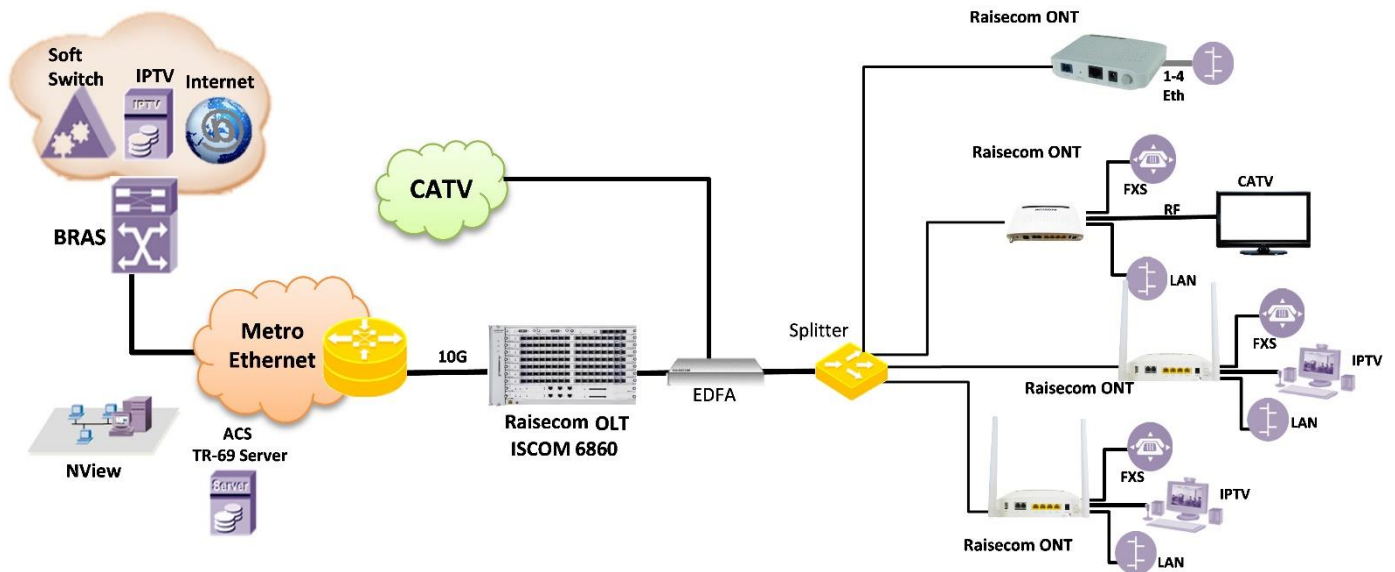 Soft
Switch
IPTV
Internet
IPTV
BRAS
Metro
Ethernet
NView
ACS
TR-69 Server
Server
CATV
10G
Raisecom OLT
ISCOM 6860
EDFA
Splitter
Raisecom ONT
1-4
Eth
Raisecom ONT
FXS
CATV
RF
LAN
FXS
IPTV
Raisecom ONT
LAN
FXS
IPTV
Raisecom ONT
LAN